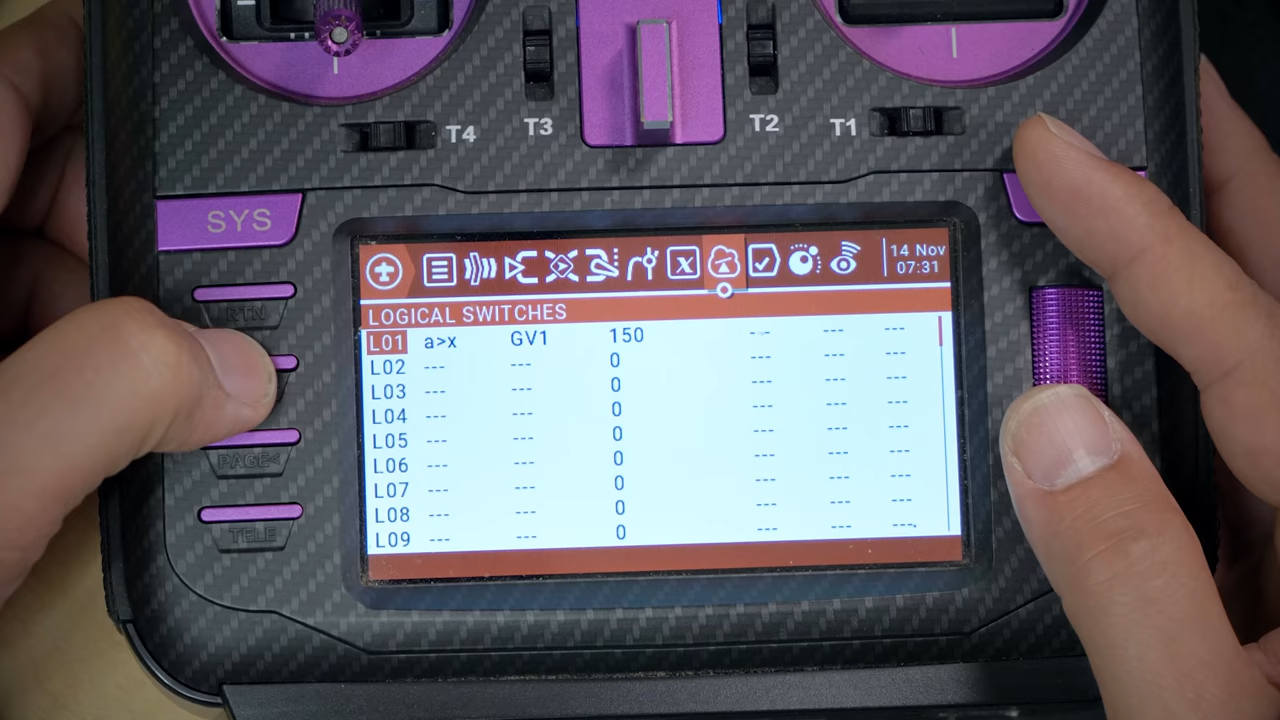 T4 T3 T2 T1
SYS
RTN
PAGE<
TELE
14 Nov
07:31
x
LOGICAL SWITCHES
L01 a>x GV1 150 --- --- ---
L02 --- --- 0 --- --- ---
L03 --- --- 0 --- --- ---
L04 --- --- 0 --- --- ---
L05 --- --- 0 --- --- ---
L06 --- --- 0 --- --- ---
L07 --- --- 0 --- --- ---
L08 --- --- 0 --- --- ---
L09 --- --- 0 --- --- ---